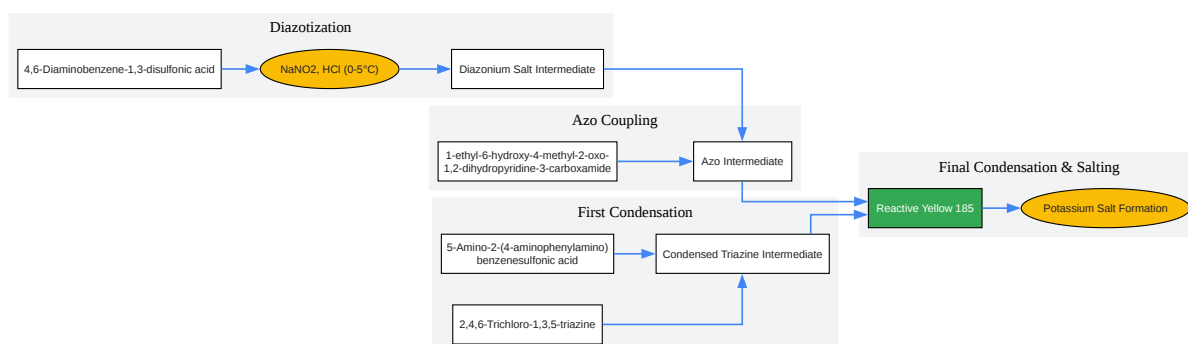 Diazotization
4,6-Diaminobenzene-1,3-disulfonic acid
NaNO2, HCl (0-5°C)
Diazonium Salt Intermediate
Azo Coupling
1-ethyl-6-hydroxy-4-methyl-2-oxo-
1,2-dihydropyridine-3-carboxamide
Azo Intermediate
Final Condensation & Salting
Reactive Yellow 185
Potassium Salt Formation
First Condensation
5-Amino-2-(4-aminophenylamino)
benzenesulfonic acid
Condensed Triazine Intermediate
2,4,6-Trichloro-1,3,5-triazine